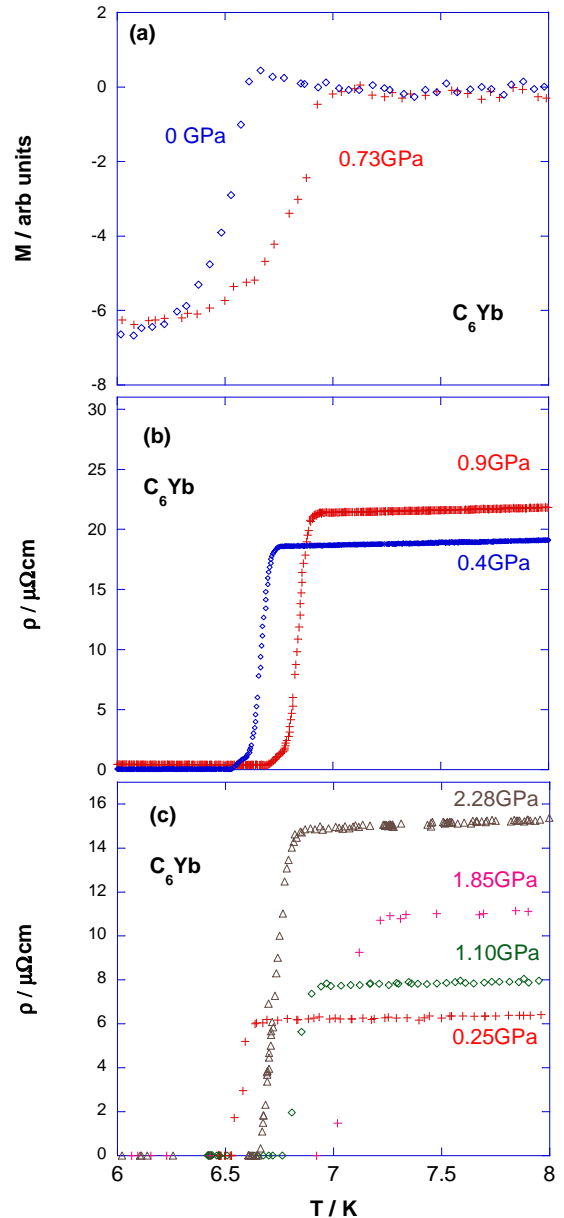 (a)
M / arb units
2
0
-2
-4
-6
-8
0 GPa
0.73GPa
C₆Yb
(b)
ρ / μΩcm
30
25
20
15
10
5
0
C₆Yb
0.9GPa
0.4GPa
(c)
ρ / μΩcm
16
14
12
10
8
6
4
2
0
C₆Yb
2.28GPa
1.85GPa
1.10GPa
0.25GPa
6 6.5 7 7.5 8
T / K